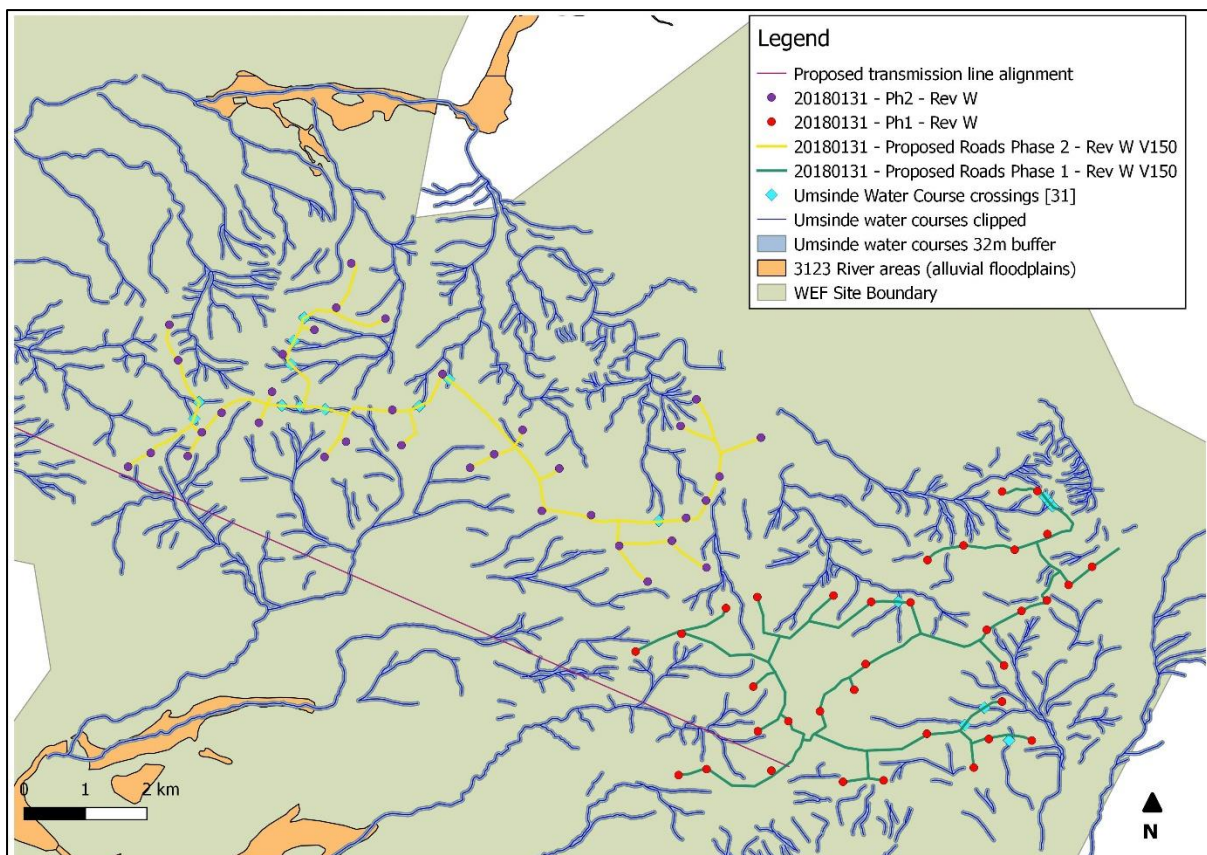 Legend
Proposed transmission line alignment
20180131 - Ph2 - Rev W
20180131 - Ph1 - Rev W
20180131 - Proposed Roads Phase 2 - Rev W V150
20180131 - Proposed Roads Phase 1 - Rev W V150
Umsinde Water Course crossings [31]
Umsinde water courses clipped
Umsinde water courses 32m buffer
3123 River areas (alluvial floodplains)
WEF Site Boundary
0 1 2 km
N